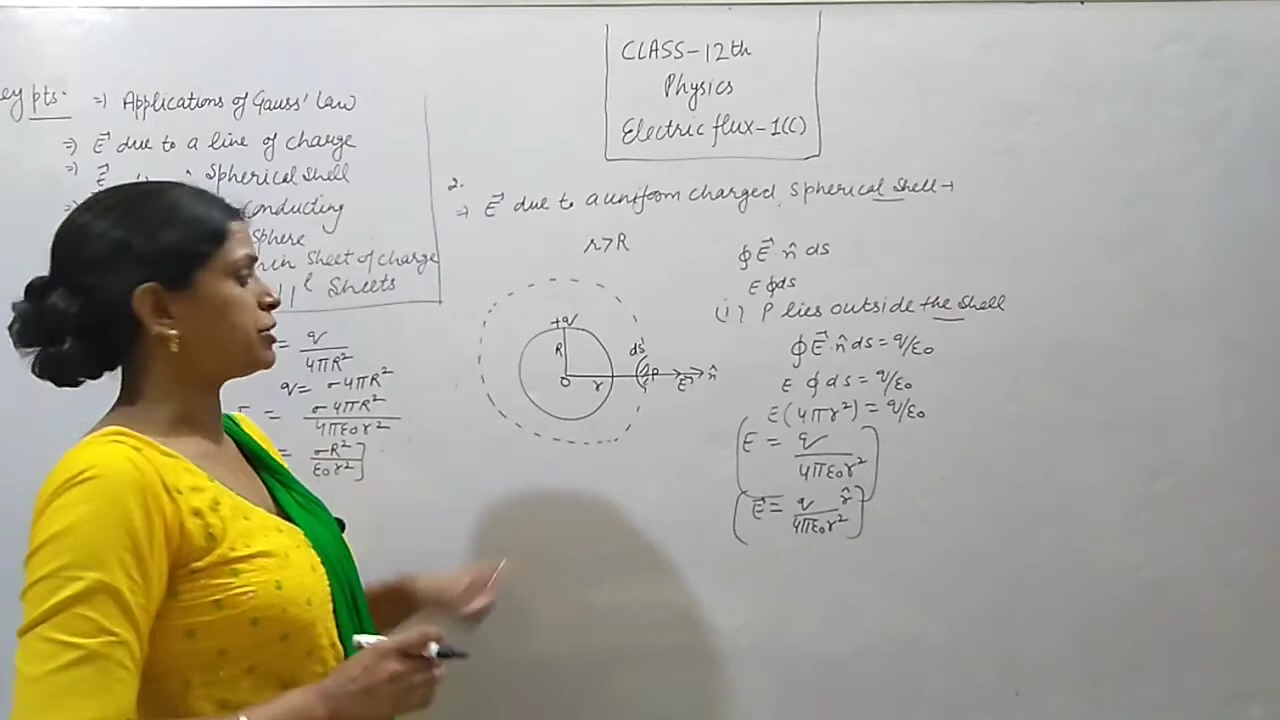 CLASS-12th
Physics
Electric flux-1(C)
ey pts. ⇒ Applications of Gauss' Law
⇒ E⃗ due to a line of charge
⇒ E⃗ Spherical Shell
conducting
Sphere
Sheet of charge
11l Sheets
= q/4πR²
q = σ4πR²
= σ4πR²/4πε₀r²
= σR²/ε₀r² ]
2.
⇒ E⃗ due to a uniform charged Spherical Shell→
r>R
+q
R
O
r
ds
P
E⃗
n̂
∮E⃗ n̂ ds
E∮ds
(i) P lies outside the Shell
∮E⃗.n̂ ds = q/ε₀
E ∮ds = q/ε₀
E(4πr²) = q/ε₀
E = q/4πε₀r²
E⃗ = q/4πε₀r² r̂